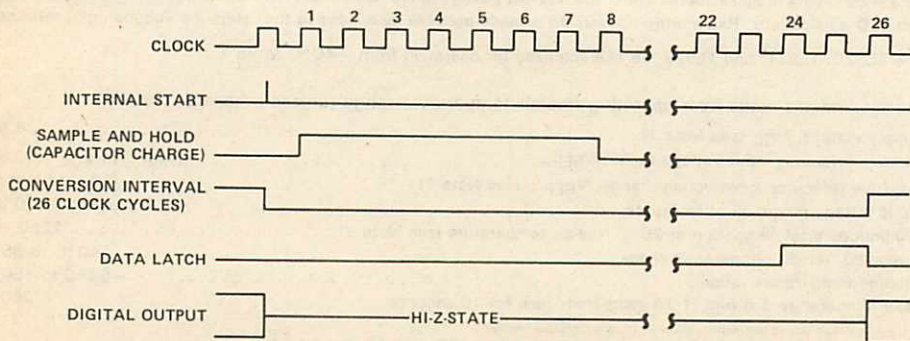 1 2 3 4 5 6 7 8 22 24 26
CLOCK
INTERNAL START
SAMPLE AND HOLD
(CAPACITOR CHARGE)
CONVERSION INTERVAL
(26 CLOCK CYCLES)
DATA LATCH
DIGITAL OUTPUT
HI-Z-STATE